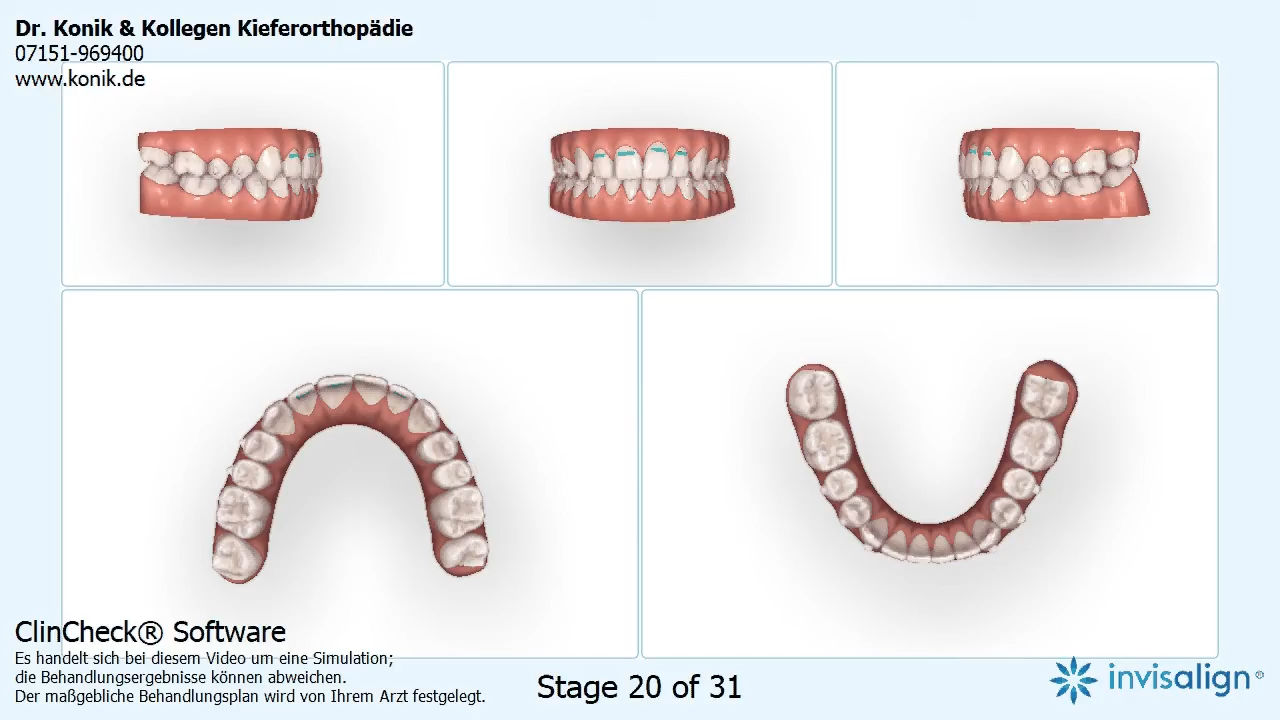 Dr. Konik & Kollegen Kieferorthopädie
07151-969400
www.konik.de
ClinCheck® Software
Es handelt sich bei diesem Video um eine Simulation;
die Behandlungsergebnisse können abweichen.
Der maßgebliche Behandlungsplan wird von Ihrem Arzt festgelegt.
Stage 20 of 31
invisalign®